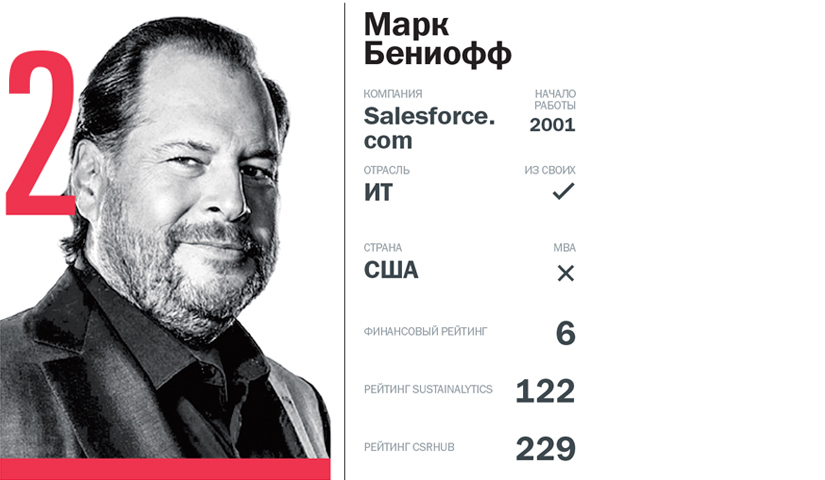 2
Марк
Бениофф
КОМПАНИЯ
Salesforce.
com
НАЧАЛО
РАБОТЫ
2001
ОТРАСЛЬ
ИТ
ИЗ СВОИХ
СТРАНА
США
MBA
ФИНАНСОВЫЙ РЕЙТИНГ
6
РЕЙТИНГ SUSTAINALYTICS
122
РЕЙТИНГ CSRHUB
229